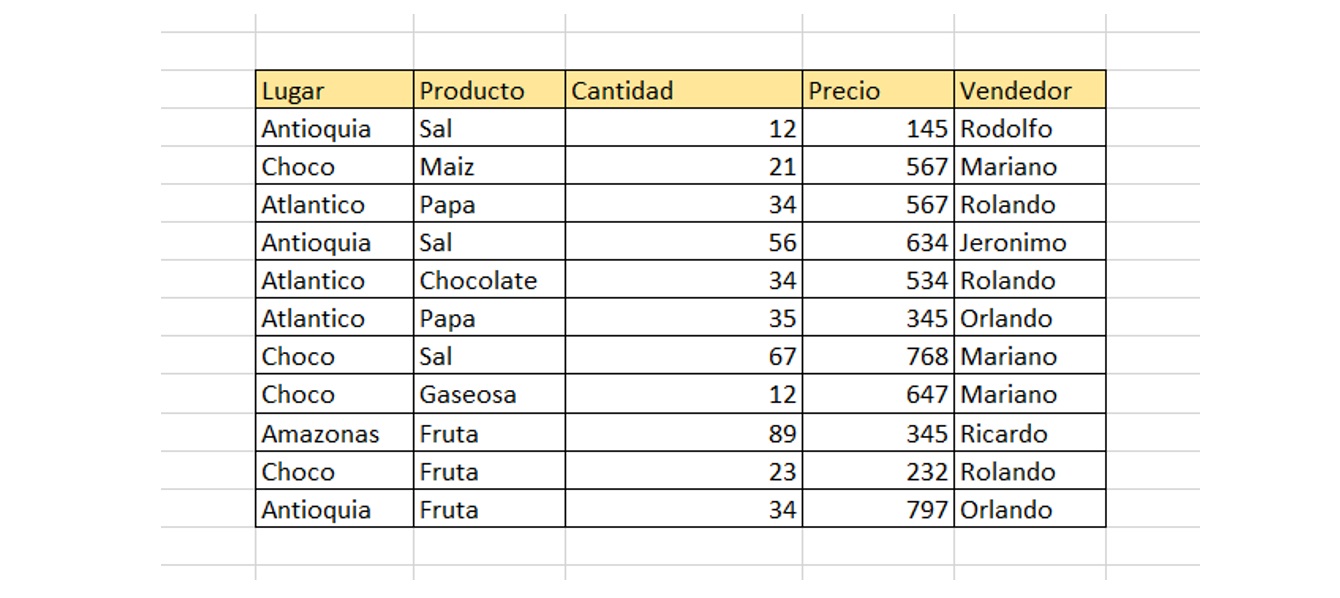 Lugar Producto Cantidad Precio Vendedor
Antioquia Sal 12 145 Rodolfo
Choco Maiz 21 567 Mariano
Atlantico Papa 34 567 Rolando
Antioquia Sal 56 634 Jeronimo
Atlantico Chocolate 34 534 Rolando
Atlantico Papa 35 345 Orlando
Choco Sal 67 768 Mariano
Choco Gaseosa 12 647 Mariano
Amazonas Fruta 89 345 Ricardo
Choco Fruta 23 232 Rolando
Antioquia Fruta 34 797 Orlando